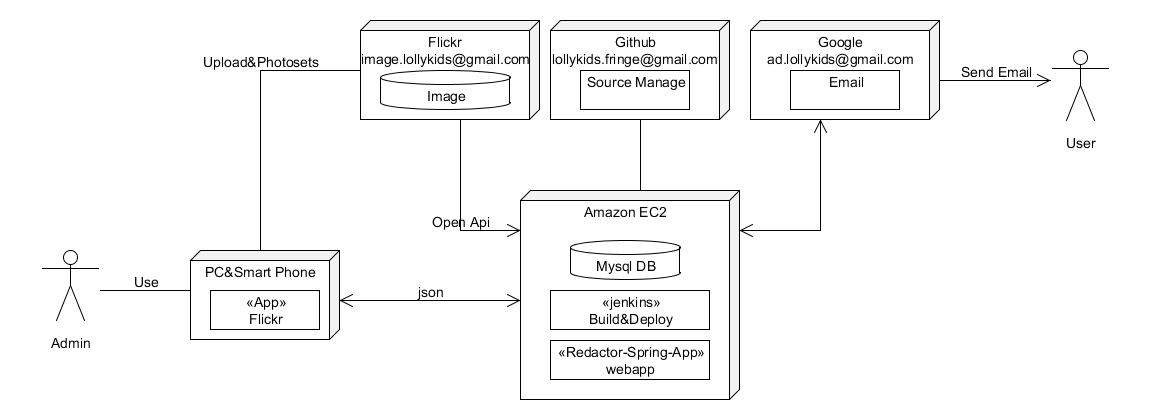 Flickr
image.lollykids@gmail.com
Image
Github
lollykids.fringe@gmail.com
Source Manage
Google
ad.lollykids@gmail.com
Email
Send Email
User
Upload&Photosets
Open Api
Amazon EC2
Mysql DB
«jenkins»
Build&Deploy
«Redactor-Spring-App»
webapp
PC&Smart Phone
«App»
Flickr
json
Use
Admin